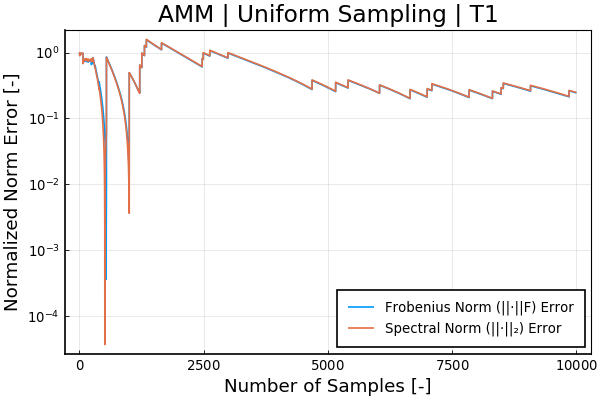 AMM | Uniform Sampling | T1
Normalized Norm Error [-]
10⁰
10⁻¹
10⁻²
10⁻³
10⁻⁴
Frobenius Norm (||·||F) Error
Spectral Norm (||·||₂) Error
0 2500 5000 7500 10000
Number of Samples [-]